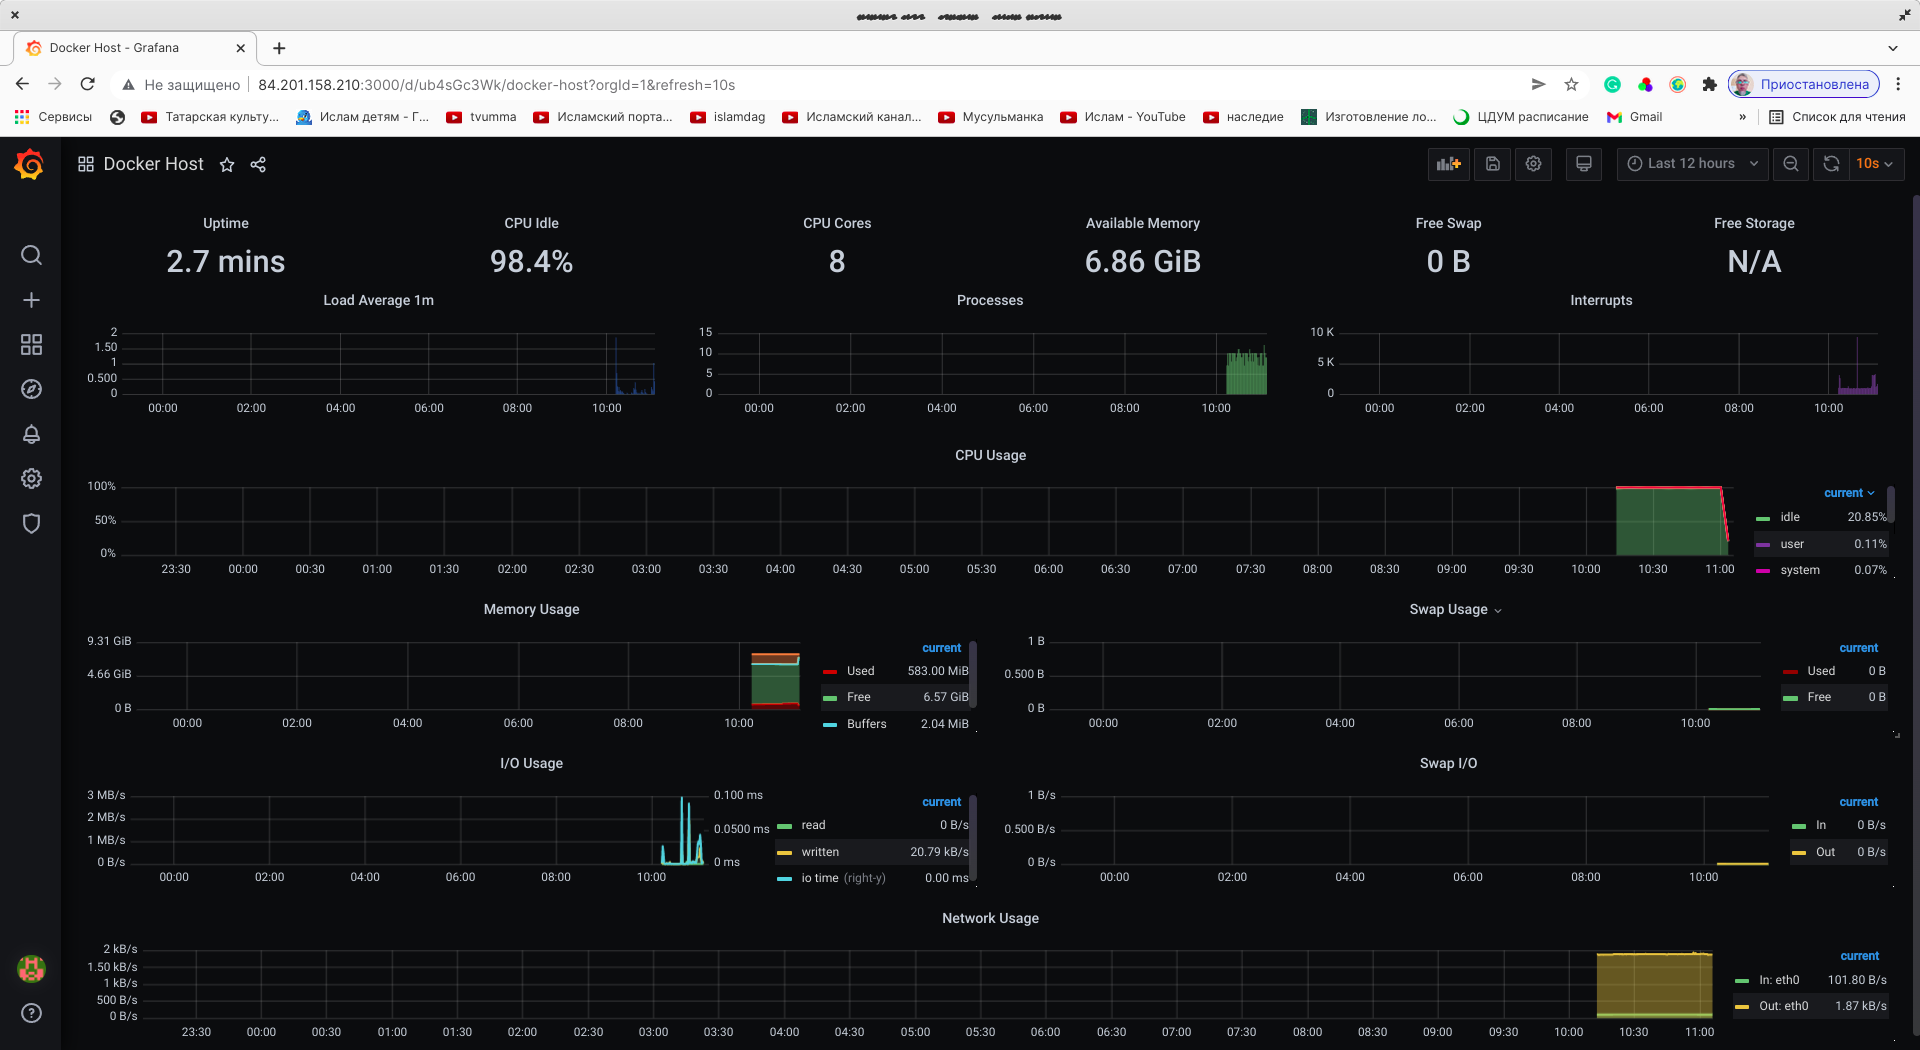 Docker Host - Grafana
Не защищено
84.201.158.210:3000/d/ub4sGc3Wk/docker-host?orgId=1&refresh=10s
Приостановлена
Сервисы Татарская культу... Ислам детям - Г... tvumma Исламский порта... islamdag Исламский канал... Мусульманка Ислам - YouTube наследие Изготовление ло... ЦДУМ расписание Gmail » Список для чтения
Docker Host
Last 12 hours
10s
Uptime CPU Idle CPU Cores Available Memory Free Swap Free Storage
2.7 mins 98.4% 8 6.86 GiB 0 B N/A
Load Average 1m
2
1.50
1
0.500
0
00:00 02:00 04:00 06:00 08:00 10:00
Processes
15
10
5
0
00:00 02:00 04:00 06:00 08:00 10:00
Interrupts
10 K
5 K
0
00:00 02:00 04:00 06:00 08:00 10:00
CPU Usage
100%
50%
0%
23:30 00:00 00:30 01:00 01:30 02:00 02:30 03:00 03:30 04:00 04:30 05:00 05:30 06:00 06:30 07:00 07:30 08:00 08:30 09:00 09:30 10:00 10:30 11:00
current
idle 20.85%
user 0.11%
system 0.07%
Memory Usage
9.31 GiB
4.66 GiB
0 B
00:00 02:00 04:00 06:00 08:00 10:00
current
Used 583.00 MiB
Free 6.57 GiB
Buffers 2.04 MiB
Swap Usage
1 B
0.500 B
0 B
00:00 02:00 04:00 06:00 08:00 10:00
current
Used 0 B
Free 0 B
I/O Usage
3 MB/s
2 MB/s
1 MB/s
0 B/s
0.100 ms
0.0500 ms
0 ms
00:00 02:00 04:00 06:00 08:00 10:00
current
read 0 B/s
written 20.79 kB/s
io time (right-y) 0.00 ms
Swap I/O
1 B/s
0.500 B/s
0 B/s
00:00 02:00 04:00 06:00 08:00 10:00
current
In 0 B/s
Out 0 B/s
Network Usage
2 kB/s
1.50 kB/s
1 kB/s
500 B/s
0 B/s
23:30 00:00 00:30 01:00 01:30 02:00 02:30 03:00 03:30 04:00 04:30 05:00 05:30 06:00 06:30 07:00 07:30 08:00 08:30 09:00 09:30 10:00 10:30 11:00
current
In: eth0 101.80 B/s
Out: eth0 1.87 kB/s